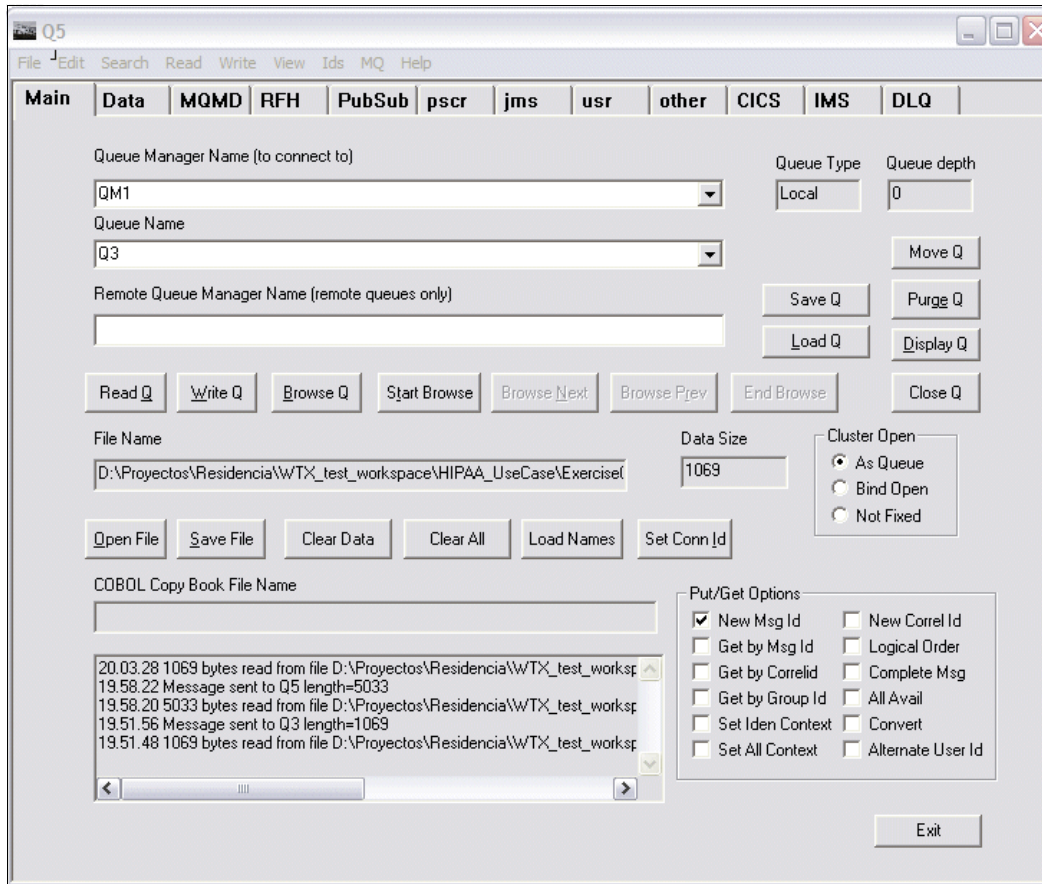 Q5
File Edit Search Read Write View Ids MQ Help
Main Data MQMD RFH PubSub pscr jms usr other CICS IMS DLQ
Queue Manager Name (to connect to)
Queue Type Queue depth
QM1
Local 0
Queue Name
Q3
Move Q
Remote Queue Manager Name (remote queues only)
Save Q Purge Q
Load Q Display Q
Read Q Write Q Browse Q Start Browse Browse Next Browse Prev End Browse Close Q
File Name Data Size Cluster Open
D:\Proyectos\Residencia\WTX_test_workspace\HIPAA_UseCase\Exercise( 1069 As Queue
Bind Open
Not Fixed
Open File Save File Clear Data Clear All Load Names Set Conn Id
COBOL Copy Book File Name
Put/Get Options
New Msg Id New Correl Id
Get by Msg Id Logical Order
Get by Correlid Complete Msg
Get by Group Id All Avail
Set Iden Context Convert
Set All Context Alternate User Id
20.03.28 1069 bytes read from file D:\Proyectos\Residencia\WTX_test_worksp
19.58.22 Message sent to Q5 length=5033
19.58.20 5033 bytes read from file D:\Proyectos\Residencia\WTX_test_worksp
19.51.56 Message sent to Q3 length=1069
19.51.48 1069 bytes read from file D:\Proyectos\Residencia\WTX_test_worksp
Exit